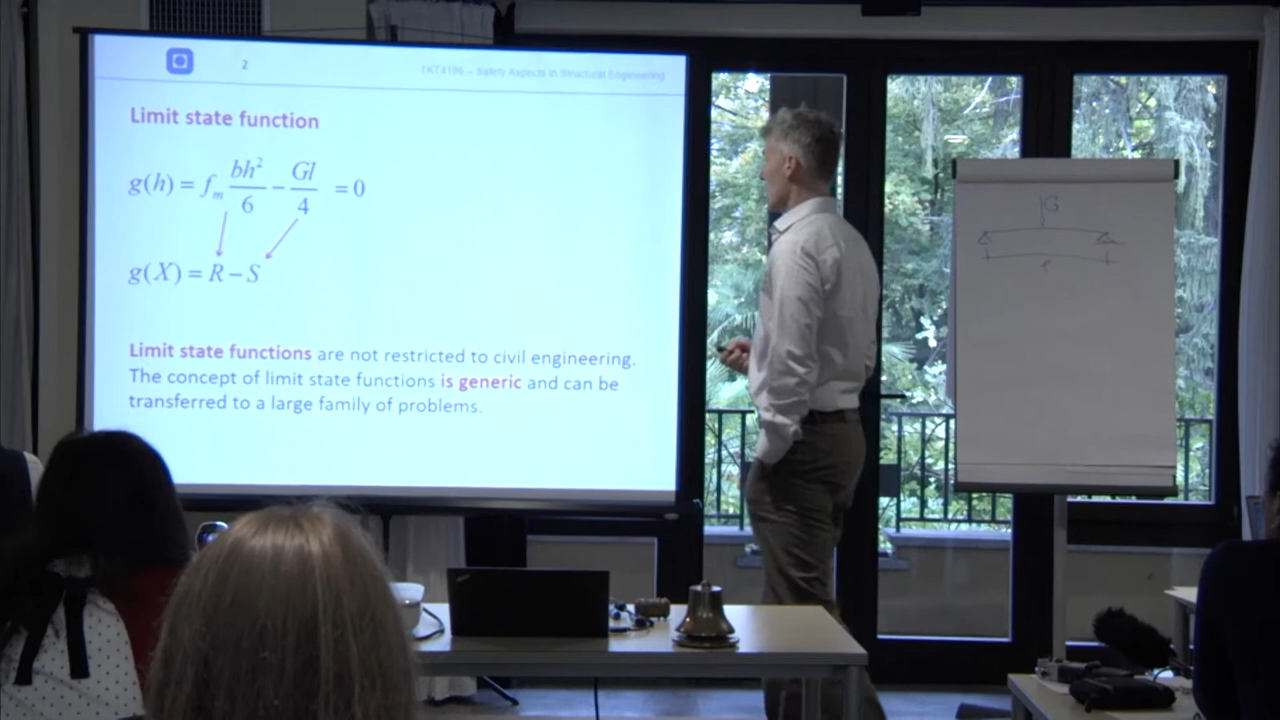 2
TKT4196 – Safety Aspects in Structural Engineering
Limit state function
g(h) = f_m bh²/6 − Gl/4 = 0
g(X) = R − S
Limit state functions are not restricted to civil engineering.
The concept of limit state functions is generic and can be
transferred to a large family of problems.
G